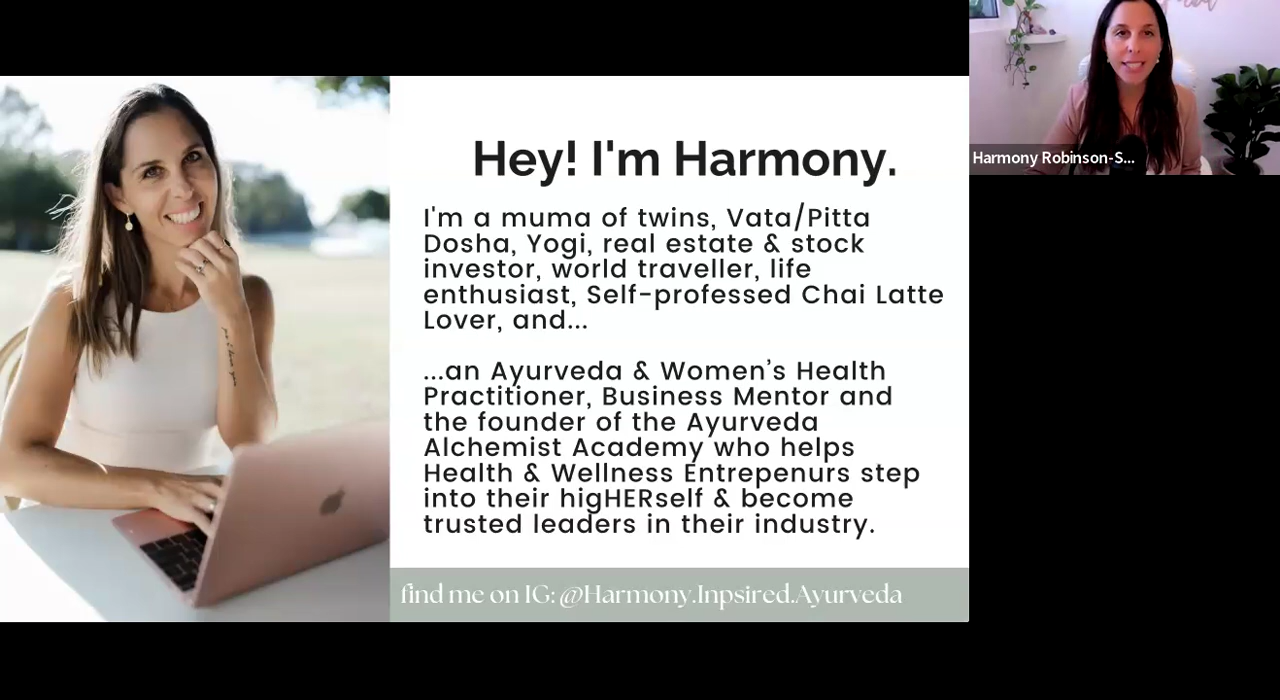 Hey! I'm Harmony.
I'm a muma of twins, Vata/Pitta
Dosha, Yogi, real estate & stock
investor, world traveller, life
enthusiast, Self-professed Chai Latte
Lover, and...
...an Ayurveda & Women’s Health
Practitioner, Business Mentor and
the founder of the Ayurveda
Alchemist Academy who helps
Health & Wellness Entrepenurs step
into their higHERself & become
trusted leaders in their industry.
find me on IG: @Harmony.Inpsired.Ayurveda
Harmony Robinson-S...